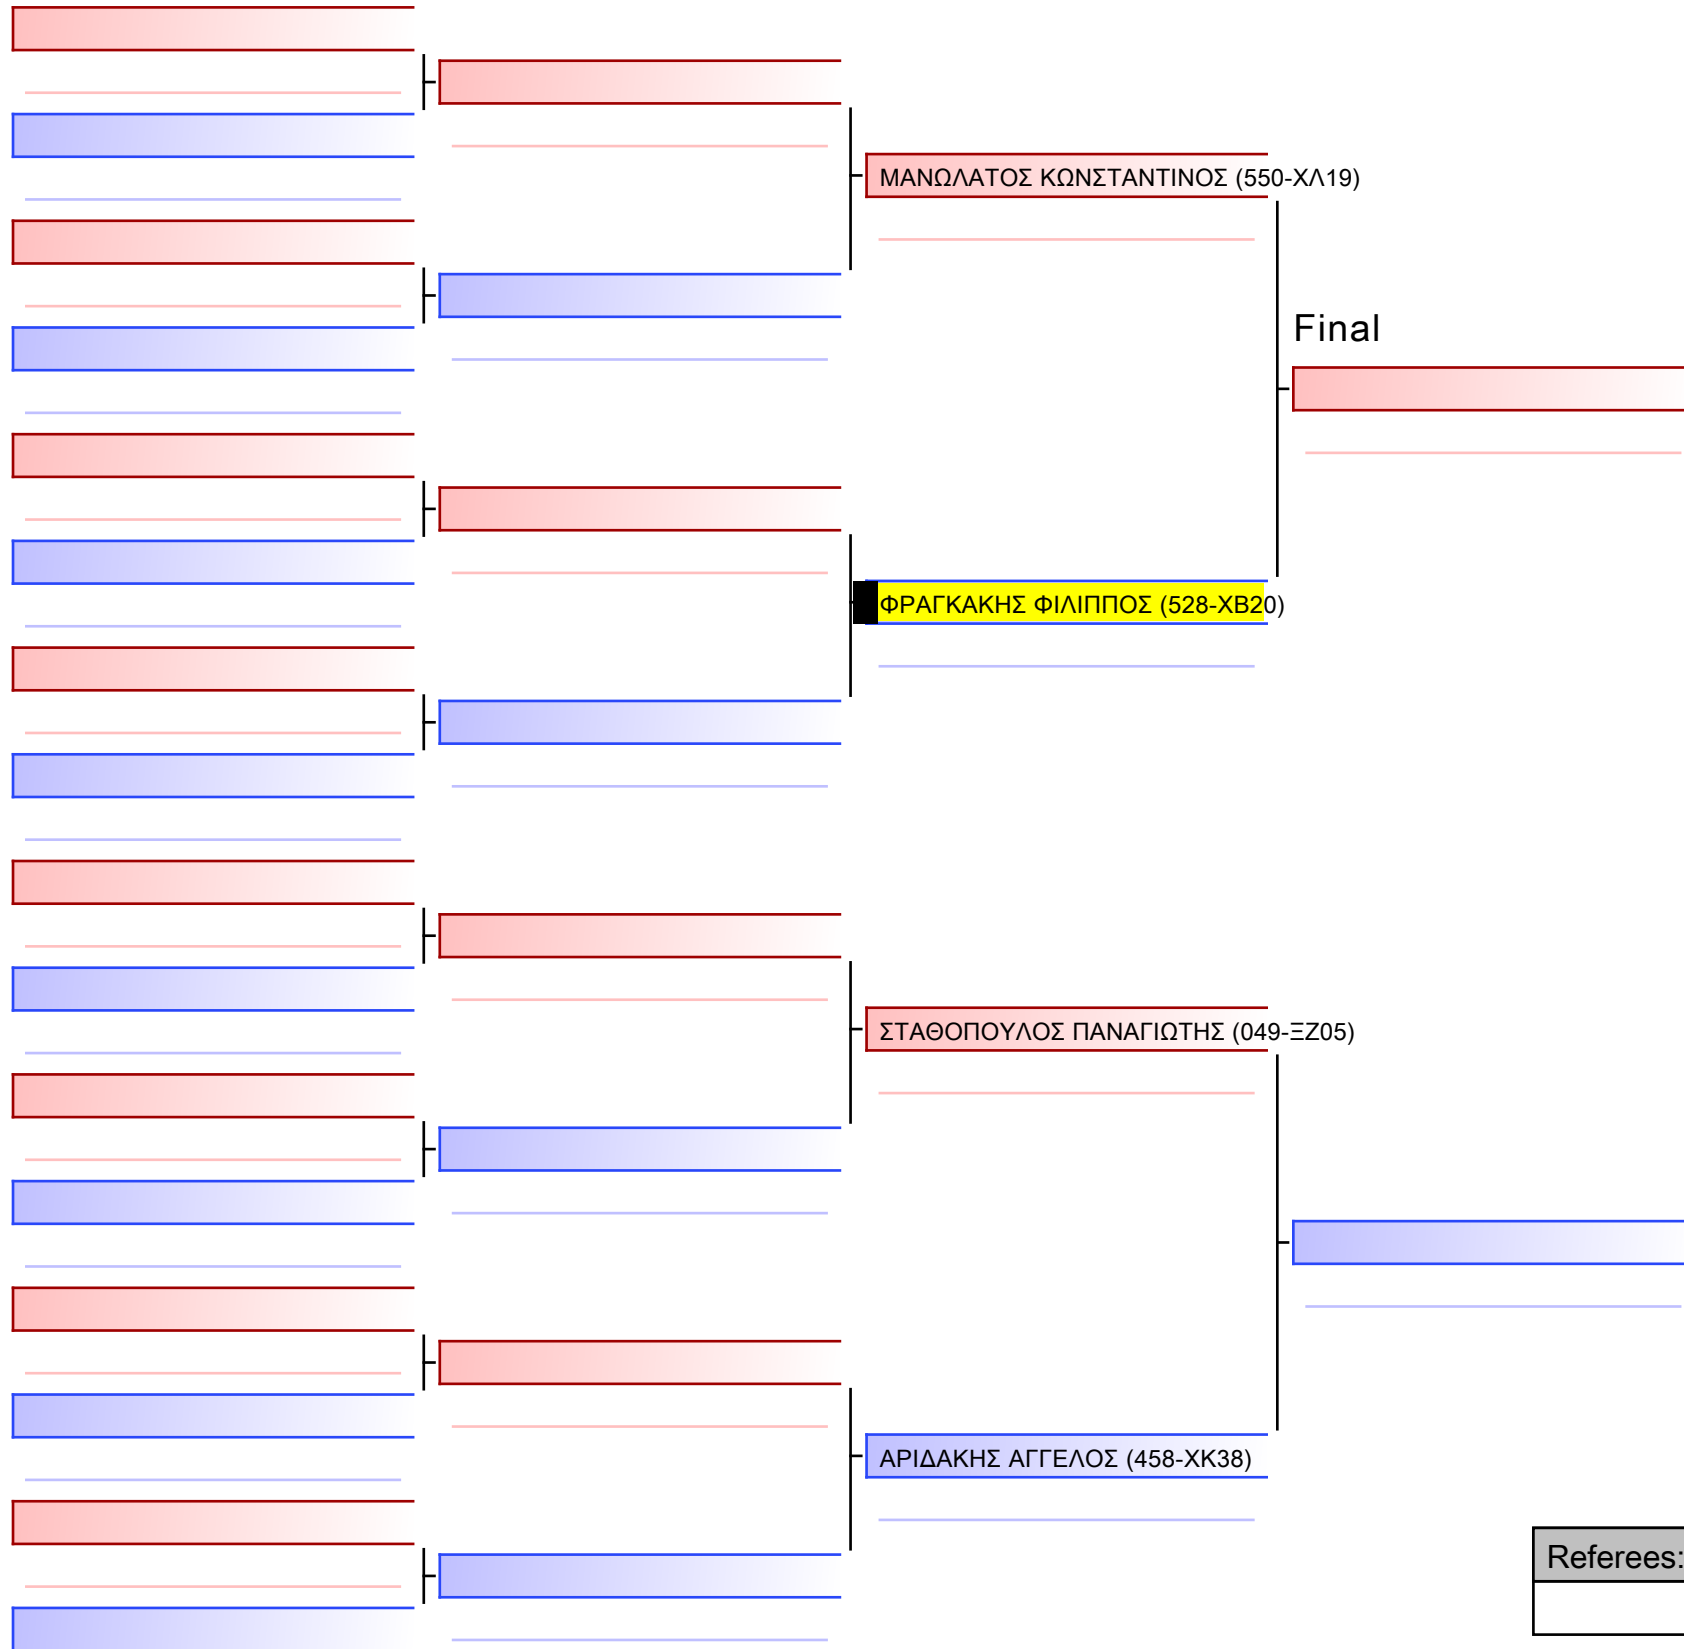 ΜΑΝΩΛΑΤΟΣ ΚΩΝΣΤΑΝΤΙΝΟΣ (550-ΧΛ19)
Final
ΦΡΑΓΚΑΚΗΣ ΦΙΛΙΠΠΟΣ (528-ΧΒ20)
ΣΤΑΘΟΠΟΥΛΟΣ ΠΑΝΑΓΙΩΤΗΣ (049-ΞΖ05)
ΑΡΙΔΑΚΗΣ ΑΓΓΕΛΟΣ (458-ΧΚ38)
Referees: